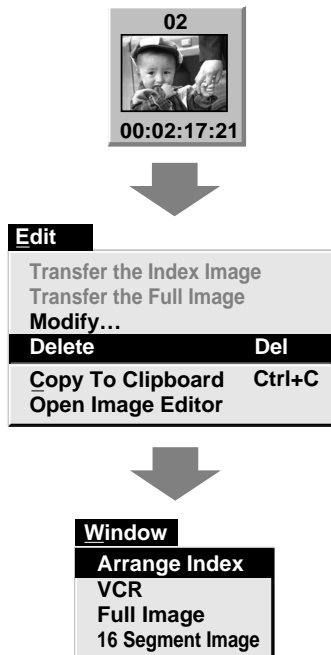 02
00:02:17:21
Edit
Transfer the Index Image
Transfer the Full Image
Modify…
Delete Del
Copy To Clipboard Ctrl+C
Open Image Editor
Window
Arrange Index
VCR
Full Image
16 Segment Image